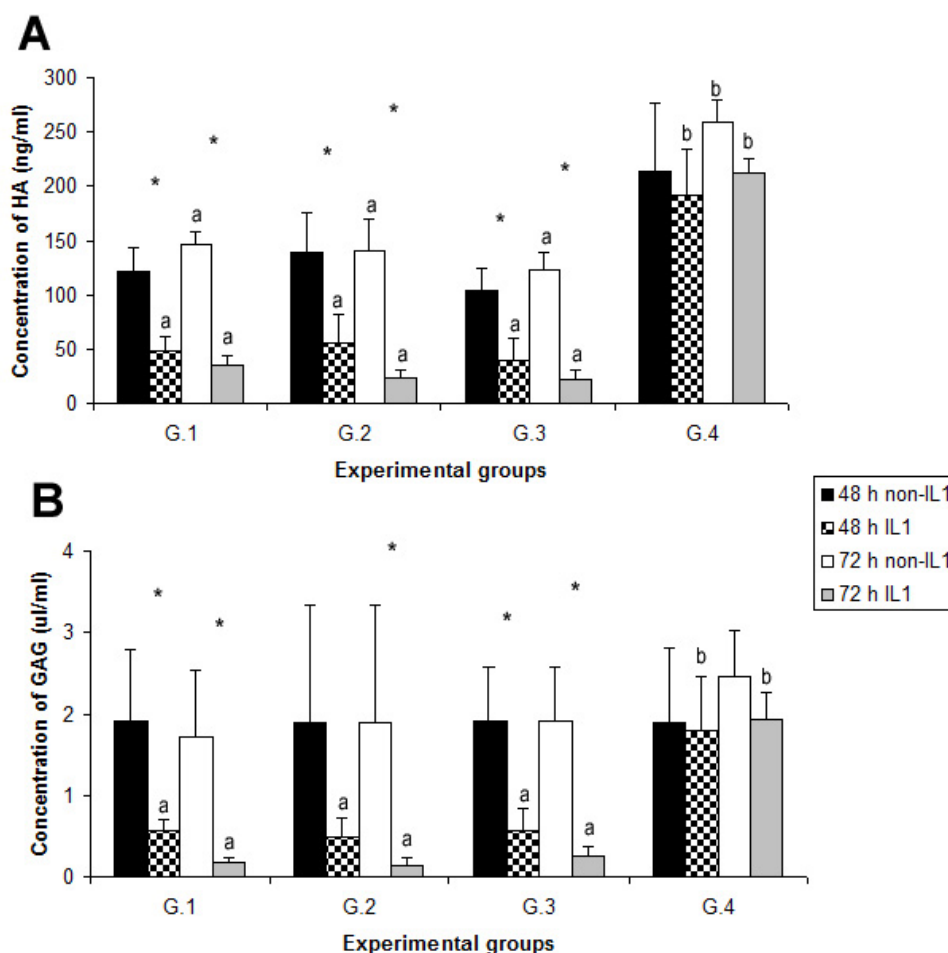 A
Concentration of HA (ng/ml)
300
250
200
150
100
50
0
* * * * * *
a a a a
a a a a
a a a a
b b b
G.1 G.2 G.3 G.4
Experimental groups
B
Concentration of GAG (ul/ml)
4
3
2
1
0
* * * * *
a a a a a a
b b
G.1 G.2 G.3 G.4
Experimental groups
48 h non-IL1
48 h IL1
72 h non-IL1
72 h IL1